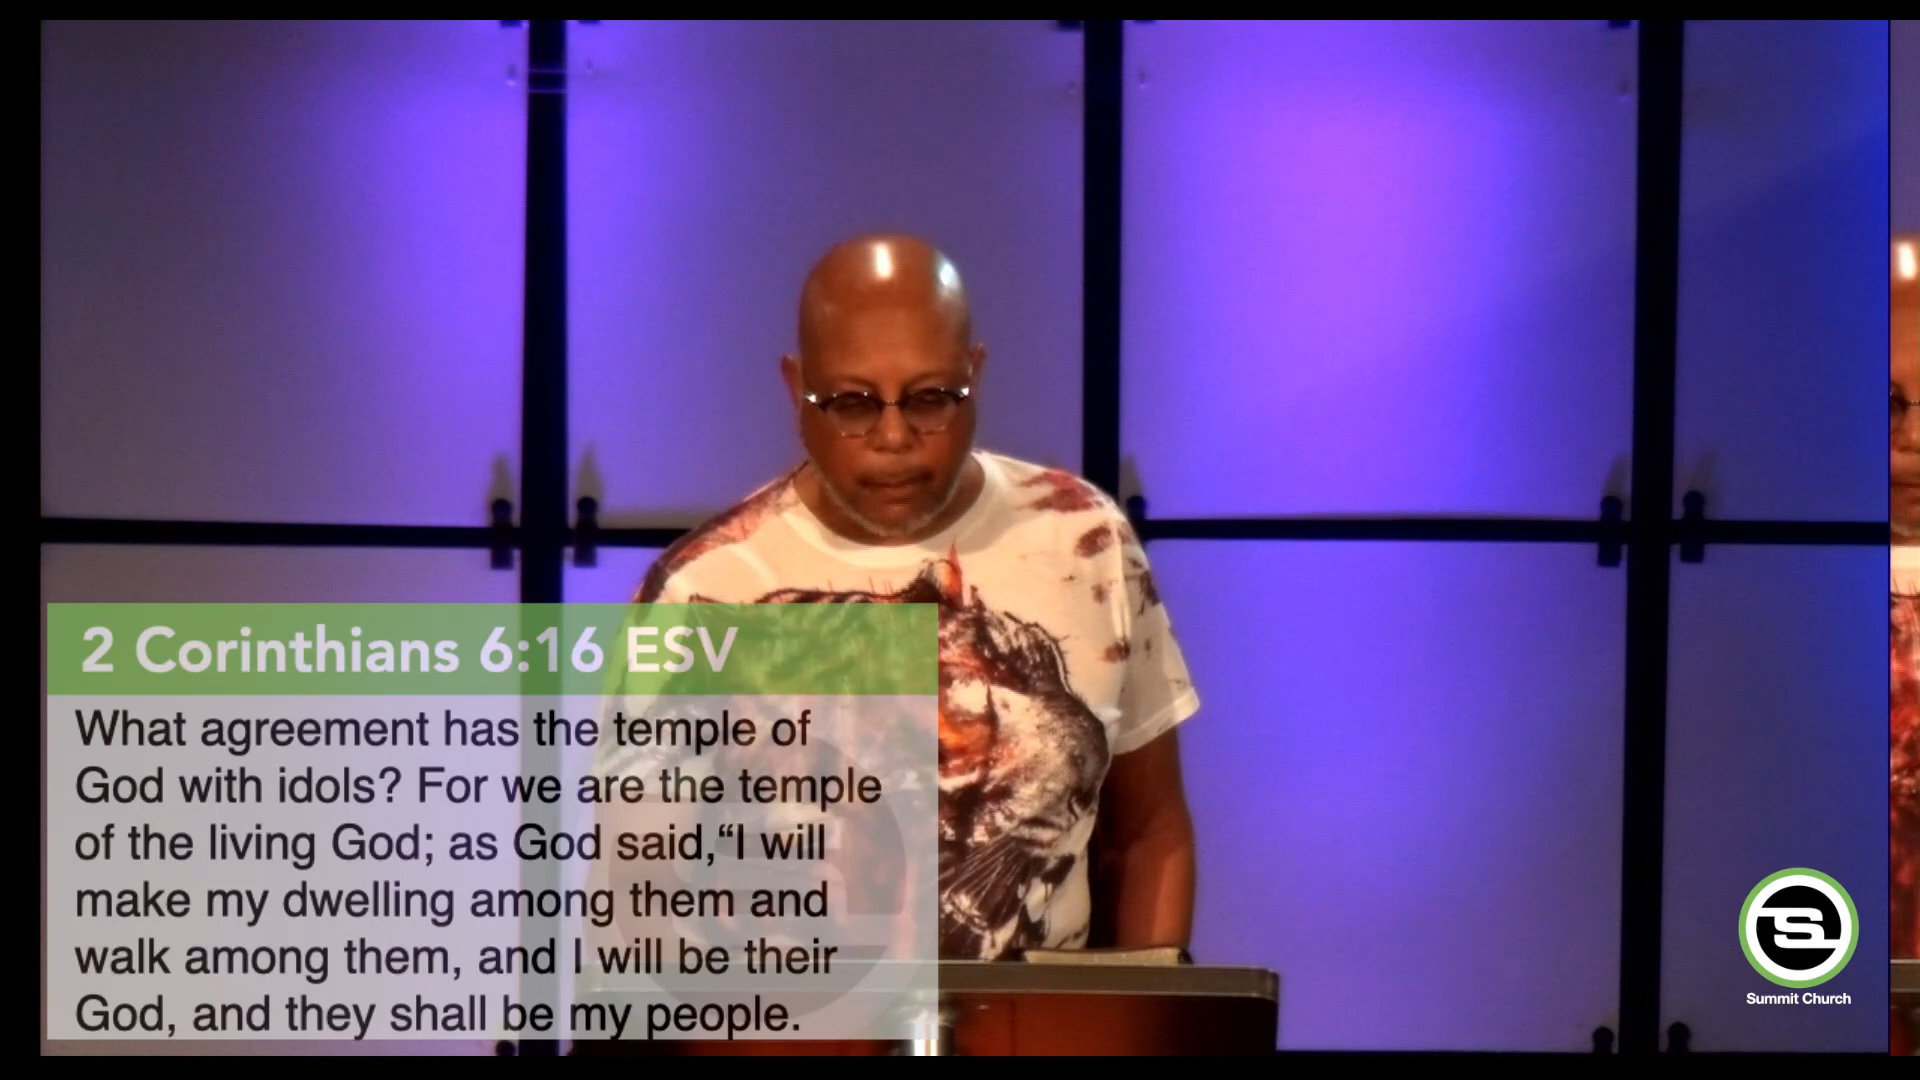 2 Corinthians 6:16 ESV
What agreement has the temple of
God with idols? For we are the temple
of the living God; as God said,“I will
make my dwelling among them and
walk among them, and I will be their
God, and they shall be my people.
S
Summit Church